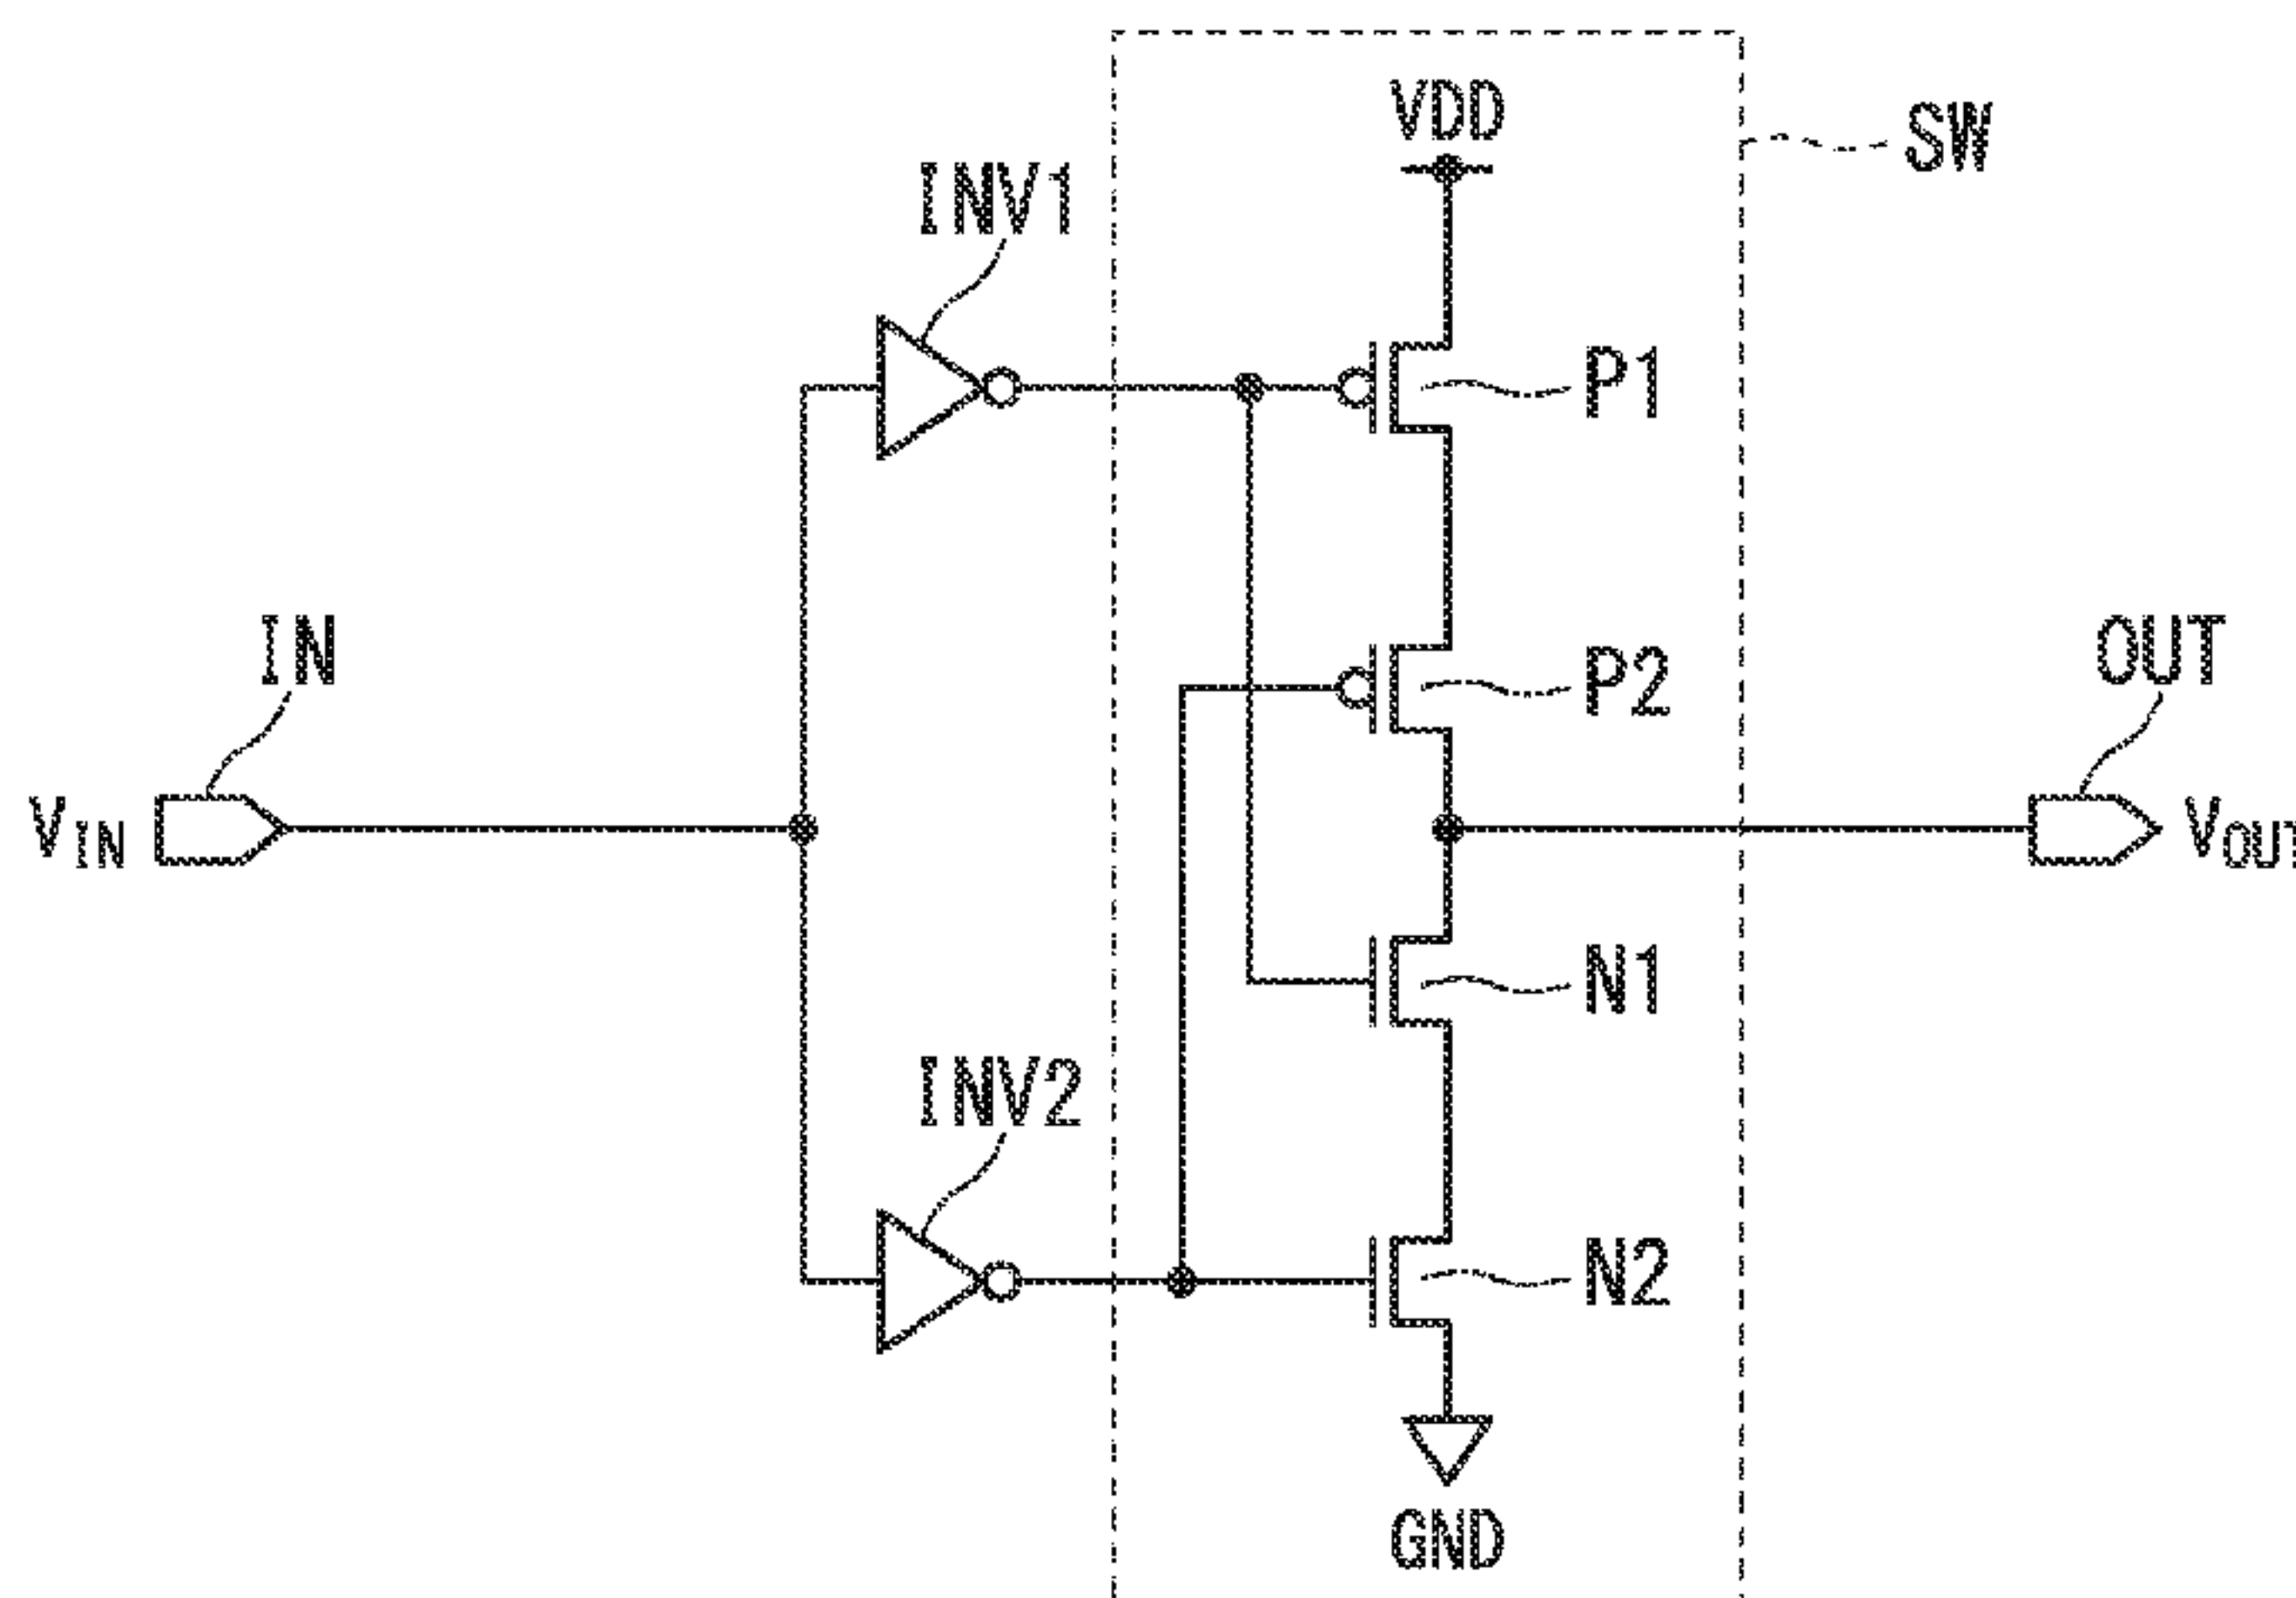 VDD
SW
INV1
P1
IN
P2
OUT
VIN
VOUT
N1
INV2
N2
GND